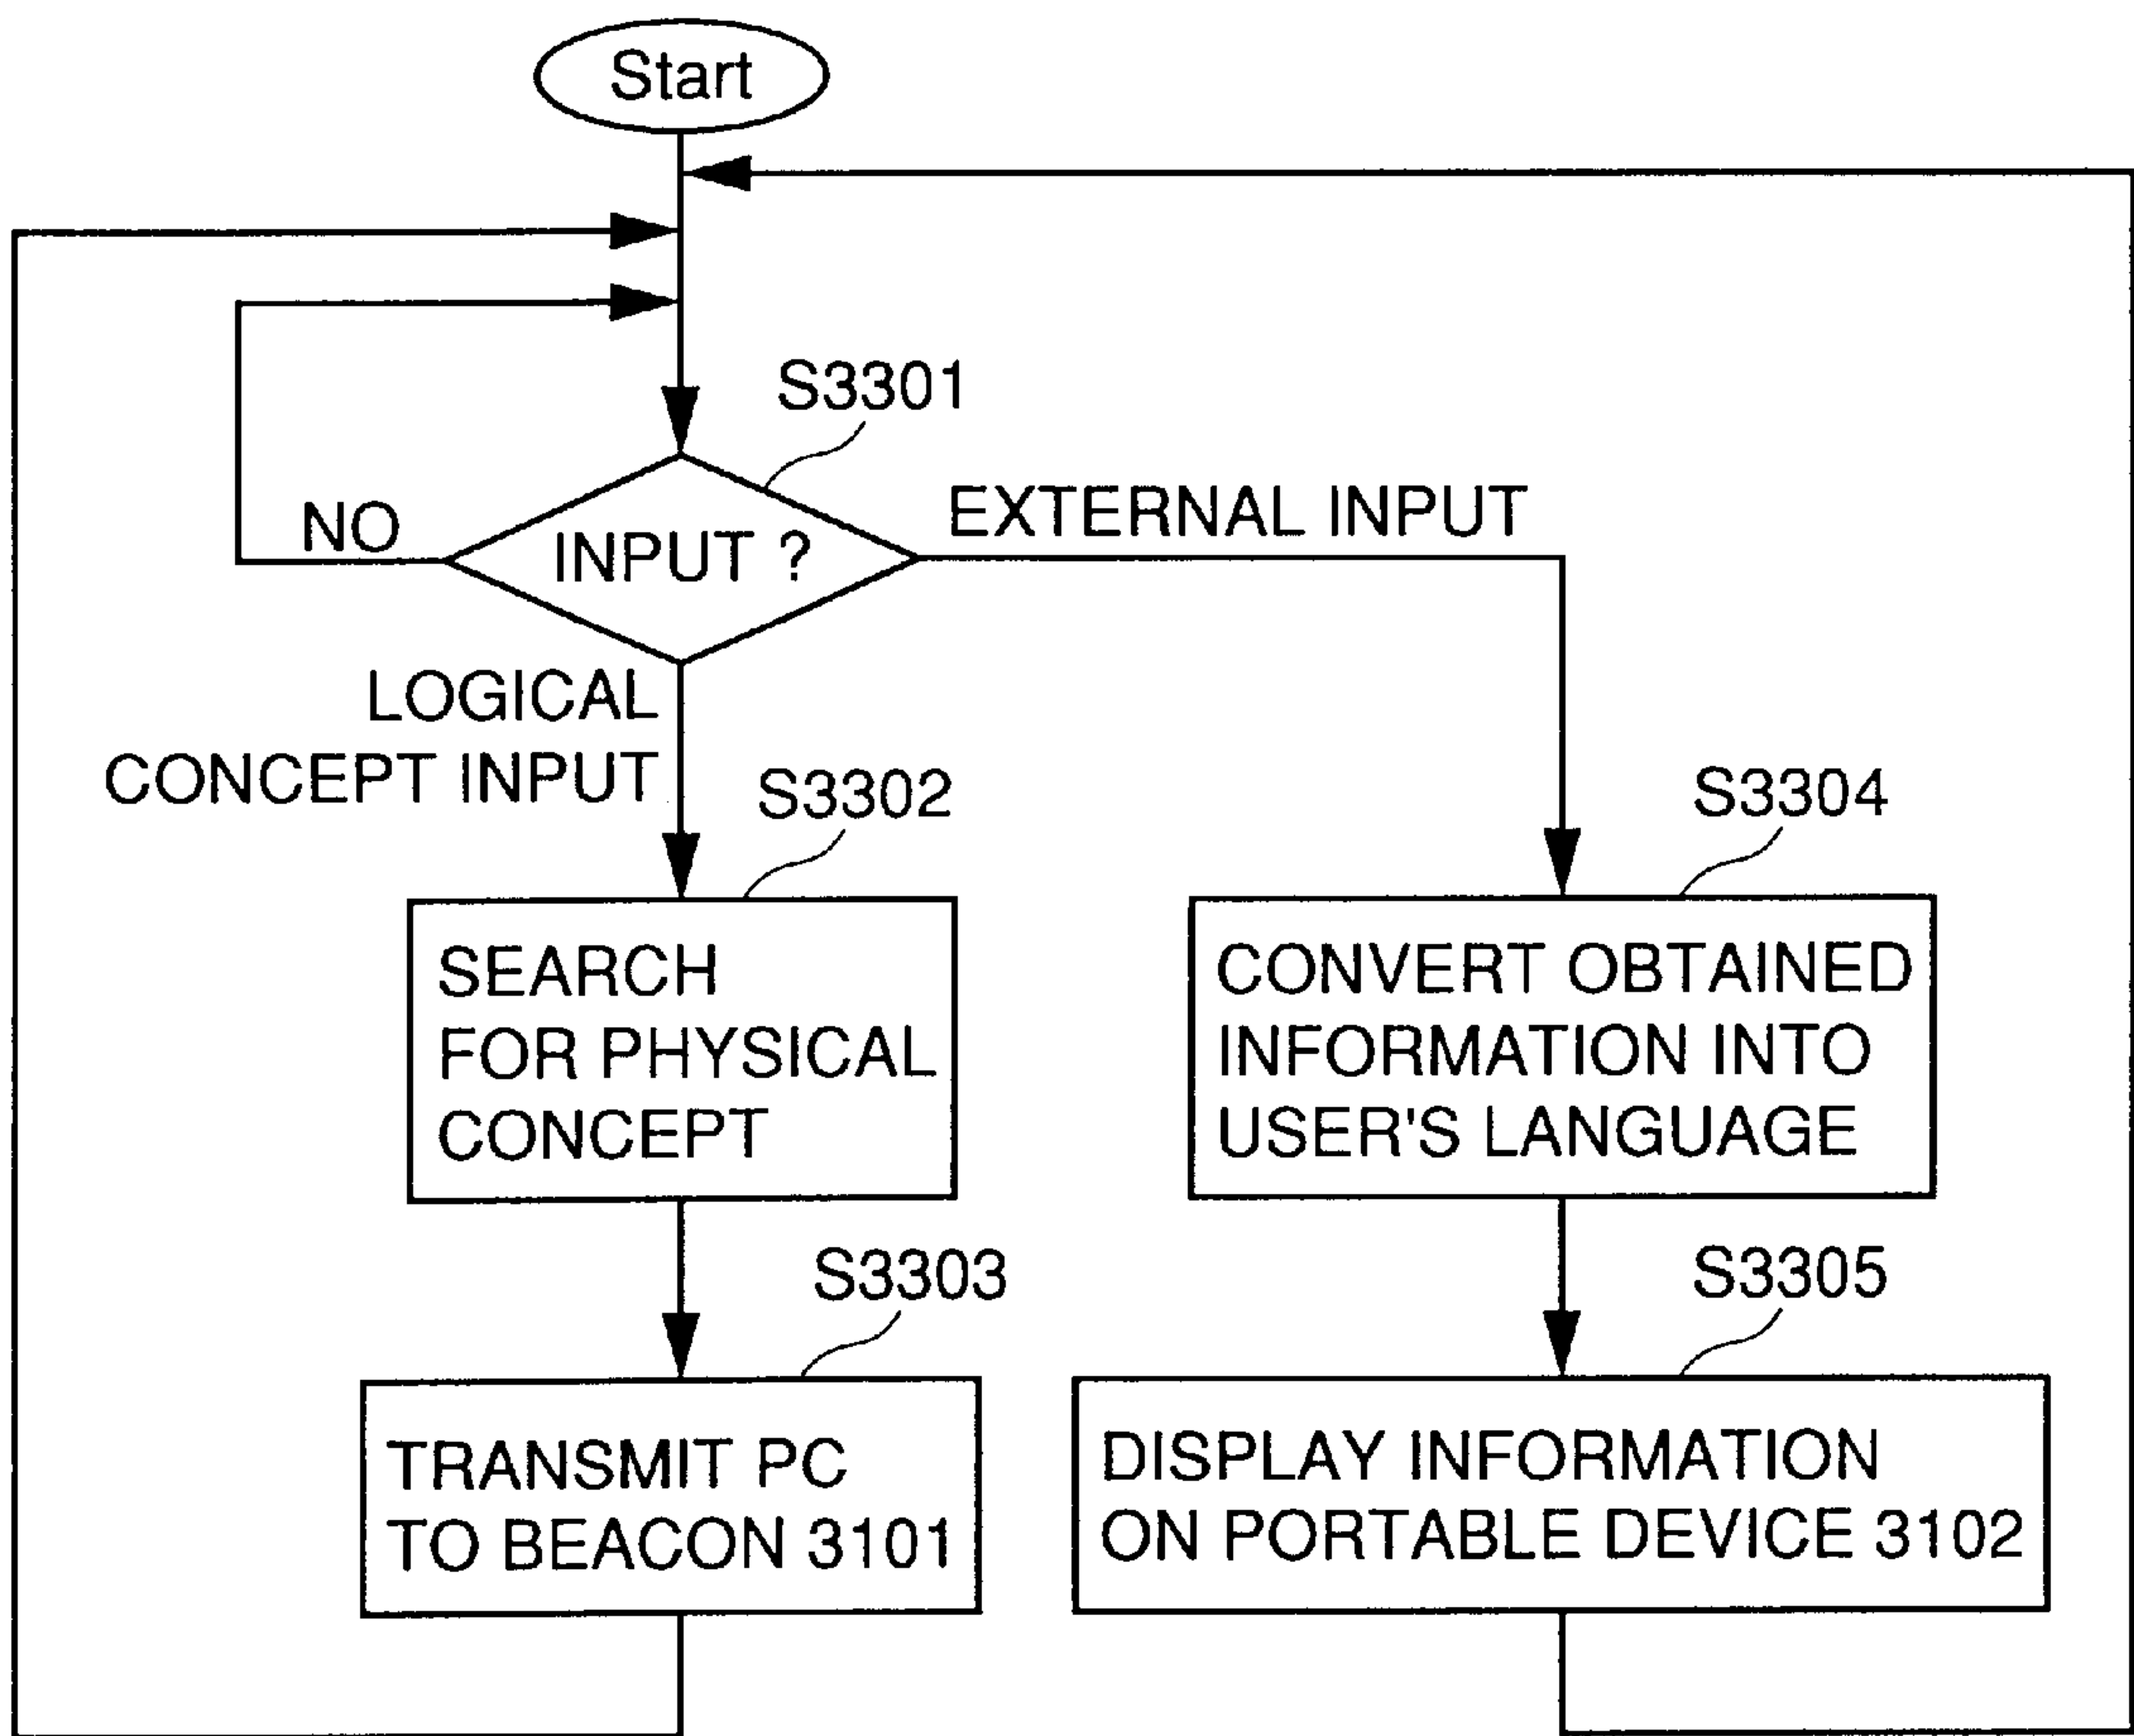 Start
S3301
NO
INPUT ?
EXTERNAL INPUT
LOGICAL
CONCEPT INPUT
S3302
SEARCH
FOR PHYSICAL
CONCEPT
S3303
TRANSMIT PC
TO BEACON 3101
S3304
CONVERT OBTAINED
INFORMATION INTO
USER'S LANGUAGE
S3305
DISPLAY INFORMATION
ON PORTABLE DEVICE 3102